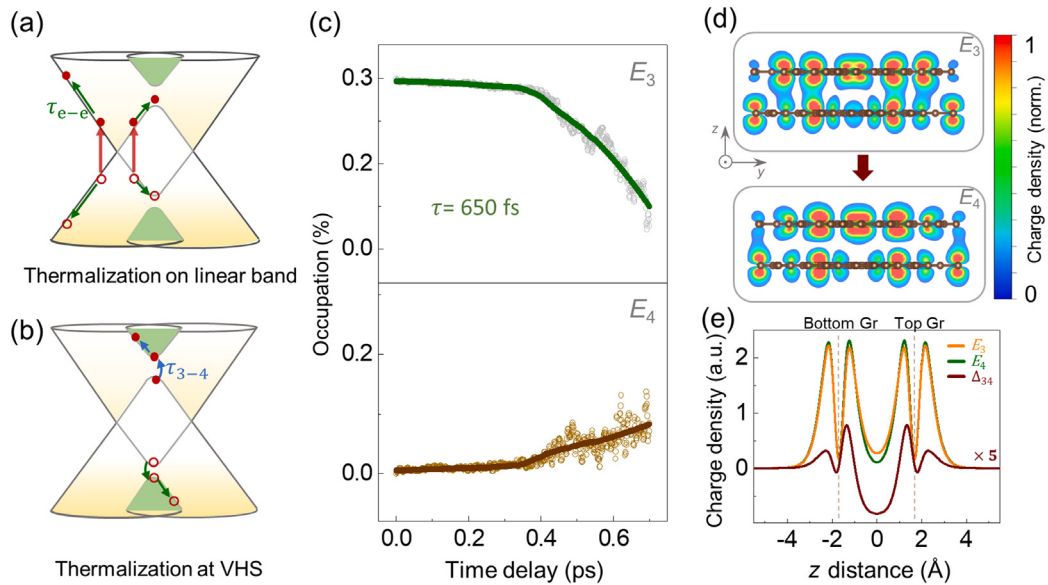 (a)
τe-e
Thermalization on linear band
(b)
τ3-4
Thermalization at VHS
(c)
Occupation (%)
0.3
0.2
0.0
E3
τ= 650 fs
0.2
0.0
E4
0.0 0.2 0.4 0.6 0.8
Time delay (ps)
(d)
E3
z
y
E4
1
0
Charge density (norm.)
(e)
Bottom Gr Top Gr
E3
E4
Δ34
× 5
2
1
0
Charge density (a.u.)
-4 -2 0 2 4
z distance (Å)